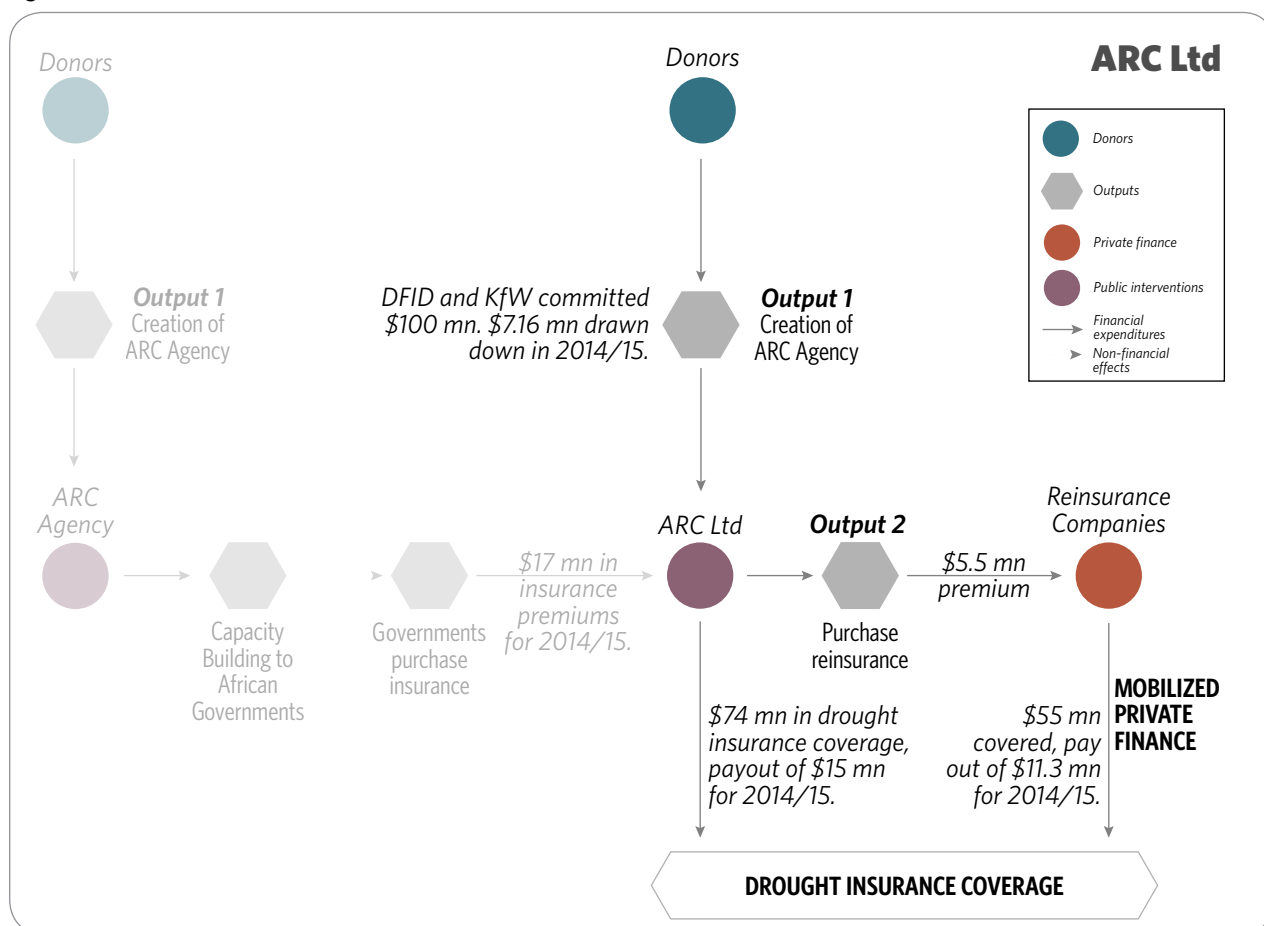 ARC Ltd
Donors
Donors
Donors
Outputs
Private finance
Public interventions
Financial
expenditures
Non-financial
effects
Output 1
Creation of
ARC Agency
DFID and KfW committed
$100 mn. $7.16 mn drawn
down in 2014/15.
Output 1
Creation of
ARC Agency
ARC
Agency
Capacity
Building to
African
Governments
Governments
purchase
insurance
$17 mn in
insurance
premiums
for 2014/15.
ARC Ltd
Output 2
Purchase
reinsurance
$5.5 mn
premium
Reinsurance
Companies
$74 mn in drought
insurance coverage,
payout of $15 mn
for 2014/15.
$55 mn
covered, pay
out of $11.3 mn
for 2014/15.
MOBILIZED
PRIVATE
FINANCE
DROUGHT INSURANCE COVERAGE